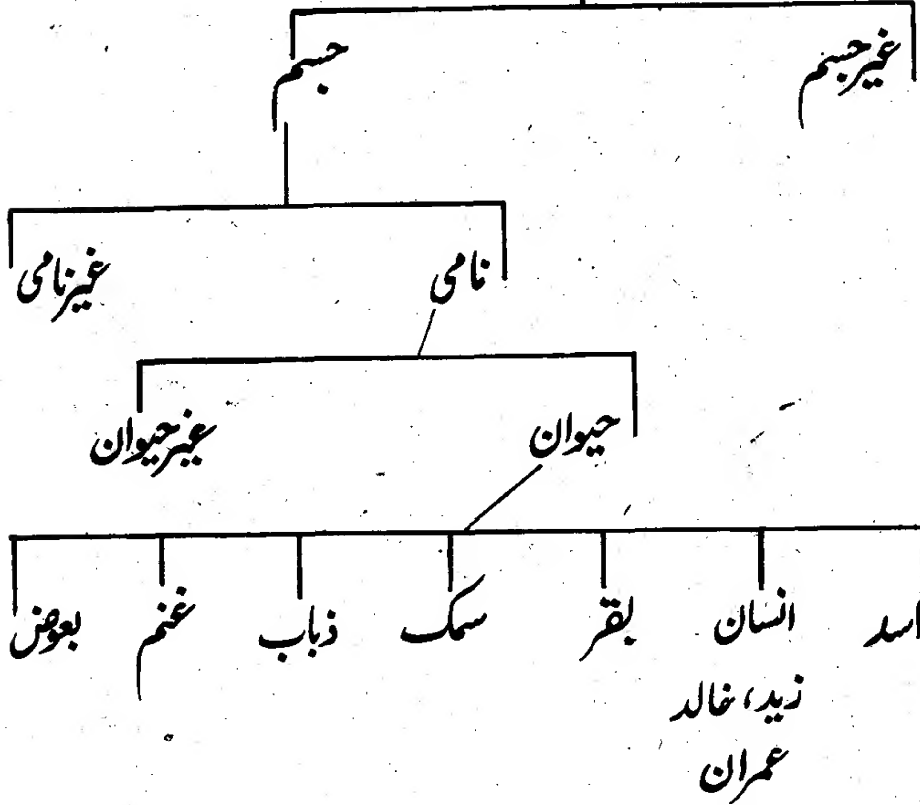 غیر جسم جسم
نامی غیر نامی
حیوان غیر حیوان
اسد انسان بقر سمک ذباب غنم بعوض
زید، خالد
عمران